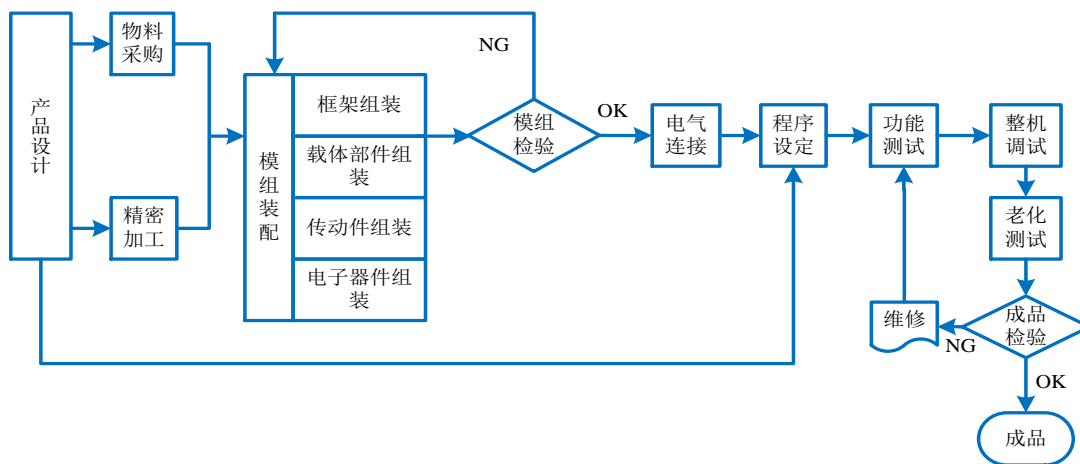 产品设计
物料
采购
精密
加工
模组装配
框架组装
载体部件组
装
传动件组装
电子器件组
装
NG
模组
检验
OK
电气
连接
程序
设定
功能
测试
整机
调试
老化
测试
成品
检验
NG
维修
OK
成品